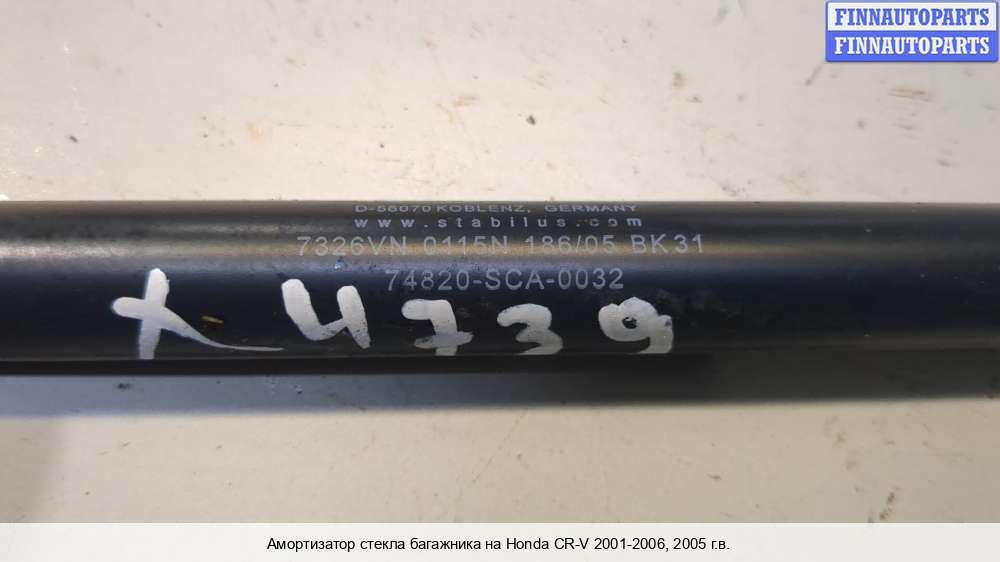 FINNAUTOPARTS
FINNAUTOPARTS
D-56070 KOBLENZ, GERMANY
www.stabilus.com
7326VN 0115N 186/05 BK31
74820-SCA-0032
X 4739
Амортизатор стекла багажника на Honda CR-V 2001-2006, 2005 г.в.